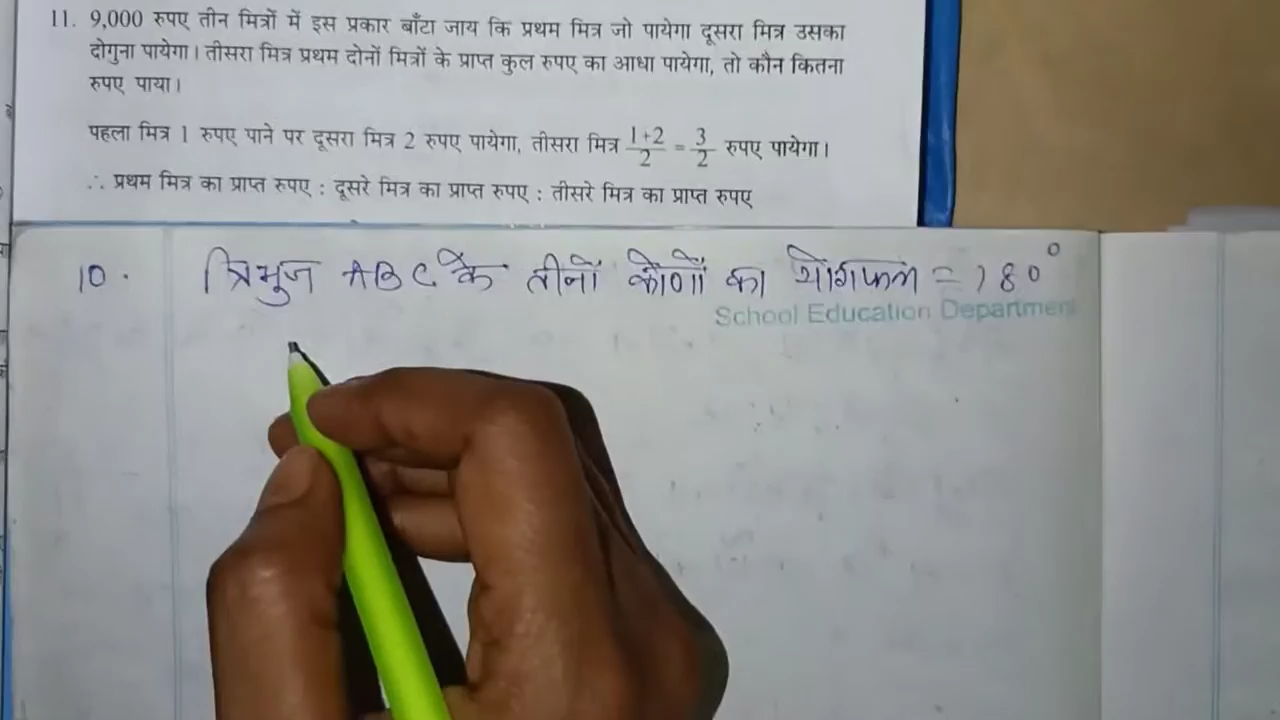 11. 9,000 रुपए तीन मित्रों में इस प्रकार बाँटा जाय कि प्रथम मित्र जो पायेगा दूसरा मित्र उसका
दोगुना पायेगा। तीसरा मित्र प्रथम दोनों मित्रों के प्राप्त कुल रुपए का आधा पायेगा, तो कौन कितना
रुपए पाया।
पहला मित्र 1 रुपए पाने पर दूसरा मित्र 2 रुपए पायेगा, तीसरा मित्र (1+2)/2 = 3/2 रुपए पायेगा।
∴ प्रथम मित्र का प्राप्त रुपए : दूसरे मित्र का प्राप्त रुपए : तीसरे मित्र का प्राप्त रुपए
10. त्रिभुज ABC के तीनों कोणों का योगफल = 180°
School Education Department